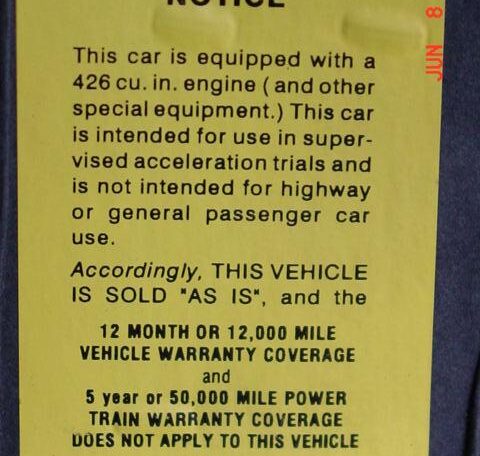 NOTICE
This car is equipped with a
426 cu. in. engine (and other
special equipment.) This car
is intended for use in super-
vised acceleration trials and
is not intended for highway
or general passenger car
use.
Accordingly, THIS VEHICLE
IS SOLD "AS IS", and the
12 MONTH OR 12,000 MILE
VEHICLE WARRANTY COVERAGE
and
5 year or 50,000 MILE POWER
TRAIN WARRANTY COVERAGE
DOES NOT APPLY TO THIS VEHICLE
JUN 8